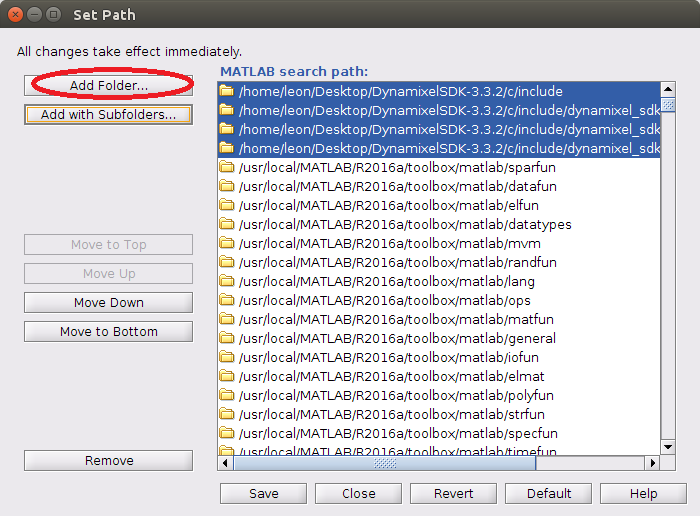 Set Path
All changes take effect immediately.
Add Folder...
Add with Subfolders...
Move to Top
Move Up
Move Down
Move to Bottom
Remove
MATLAB search path:
/home/leon/Desktop/DynamixelSDK-3.3.2/c/include
/home/leon/Desktop/DynamixelSDK-3.3.2/c/include/dynamixel_sdk
/home/leon/Desktop/DynamixelSDK-3.3.2/c/include/dynamixel_sdk
/home/leon/Desktop/DynamixelSDK-3.3.2/c/include/dynamixel_sdk
/usr/local/MATLAB/R2016a/toolbox/matlab/sparfun
/usr/local/MATLAB/R2016a/toolbox/matlab/datafun
/usr/local/MATLAB/R2016a/toolbox/matlab/elfun
/usr/local/MATLAB/R2016a/toolbox/matlab/datatypes
/usr/local/MATLAB/R2016a/toolbox/matlab/mvm
/usr/local/MATLAB/R2016a/toolbox/matlab/randfun
/usr/local/MATLAB/R2016a/toolbox/matlab/lang
/usr/local/MATLAB/R2016a/toolbox/matlab/ops
/usr/local/MATLAB/R2016a/toolbox/matlab/matfun
/usr/local/MATLAB/R2016a/toolbox/matlab/general
/usr/local/MATLAB/R2016a/toolbox/matlab/iofun
/usr/local/MATLAB/R2016a/toolbox/matlab/elmat
/usr/local/MATLAB/R2016a/toolbox/matlab/polyfun
/usr/local/MATLAB/R2016a/toolbox/matlab/strfun
/usr/local/MATLAB/R2016a/toolbox/matlab/specfun
/usr/local/MATLAB/R2016a/toolbox/matlab/timefun
Save
Close
Revert
Default
Help